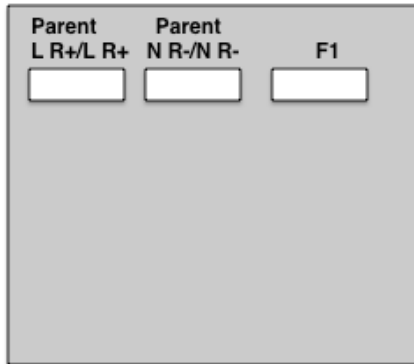 Parent Parent
L R+/L R+ N R-/N R- F1